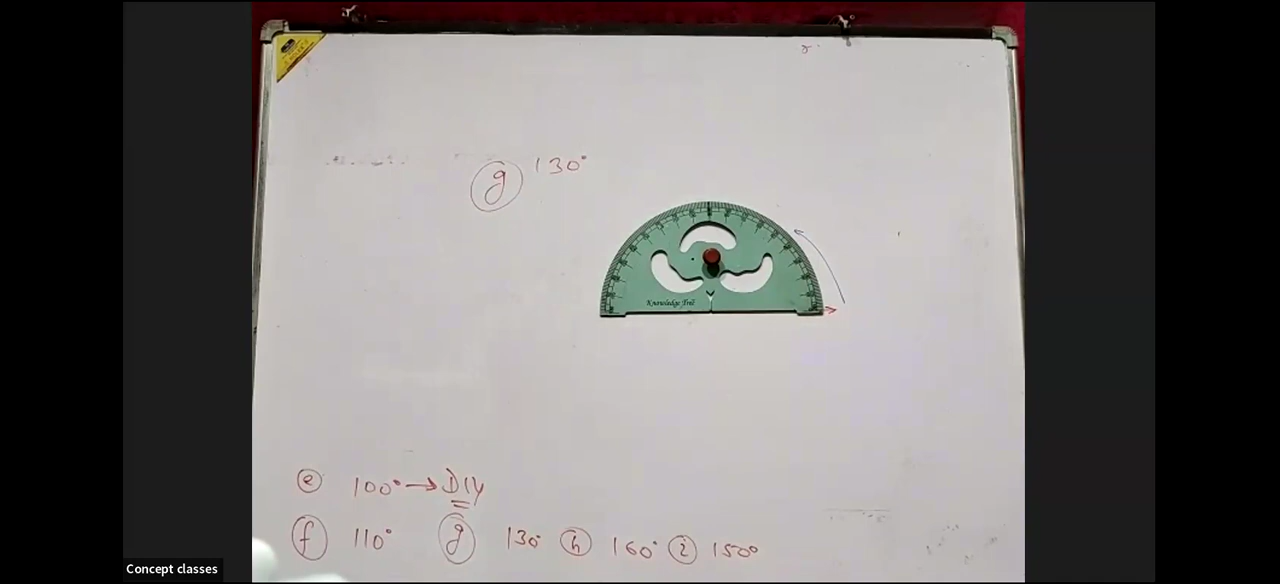 g 130°
Knowledge Tree
e 100° → DIY
f 110° g 130° h 160° i 150°
Concept classes